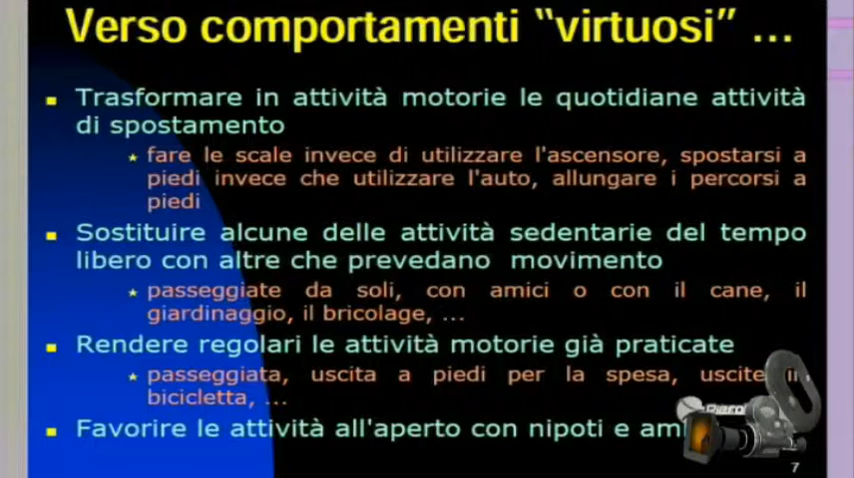 Verso comportamenti “virtuosi” ...
Trasformare in attività motorie le quotidiane attività
di spostamento
fare le scale invece di utilizzare l'ascensore, spostarsi a
piedi invece che utilizzare l'auto, allungare i percorsi a
piedi
Sostituire alcune delle attività sedentarie del tempo
libero con altre che prevedano movimento
passeggiate da soli, con amici o con il cane, il
giardinaggio, il bricolage, ...
Rendere regolari le attività motorie già praticate
passeggiata, uscita a piedi per la spesa, uscite
bicicletta, ...
Favorire le attività all'aperto con nipoti e
7